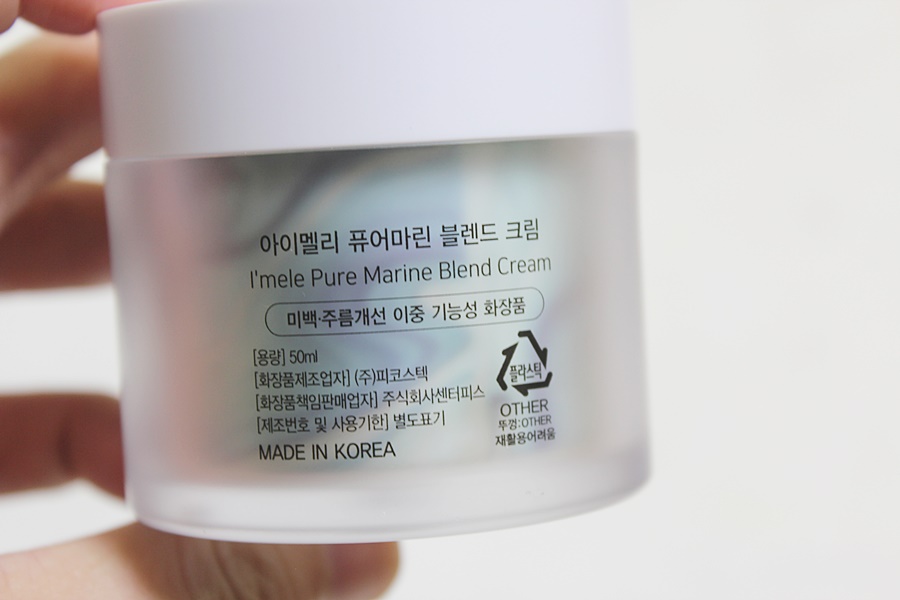 아이멜리 퓨어마린 블렌드 크림
I'mele Pure Marine Blend Cream
미백·주름개선 이중 기능성 화장품
[용량] 50ml
[화장품제조업자] (주)피코스텍
[화장품책임판매업자] 주식회사센터피스
[제조번호 및 사용기한] 별도표기
MADE IN KOREA
플라스틱
OTHER
뚜껑:OTHER
재활용어려움